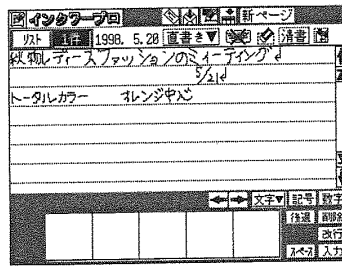 インクワープロ 新ページ
リスト 1件 1998. 5.20 直書き▼ 清書
秋物レディースファッションのミーティング↲
5/21↲
トータルカラー オレンジ中心
文字▼ 記号 数字
後退 削除
改行
スペース 入力